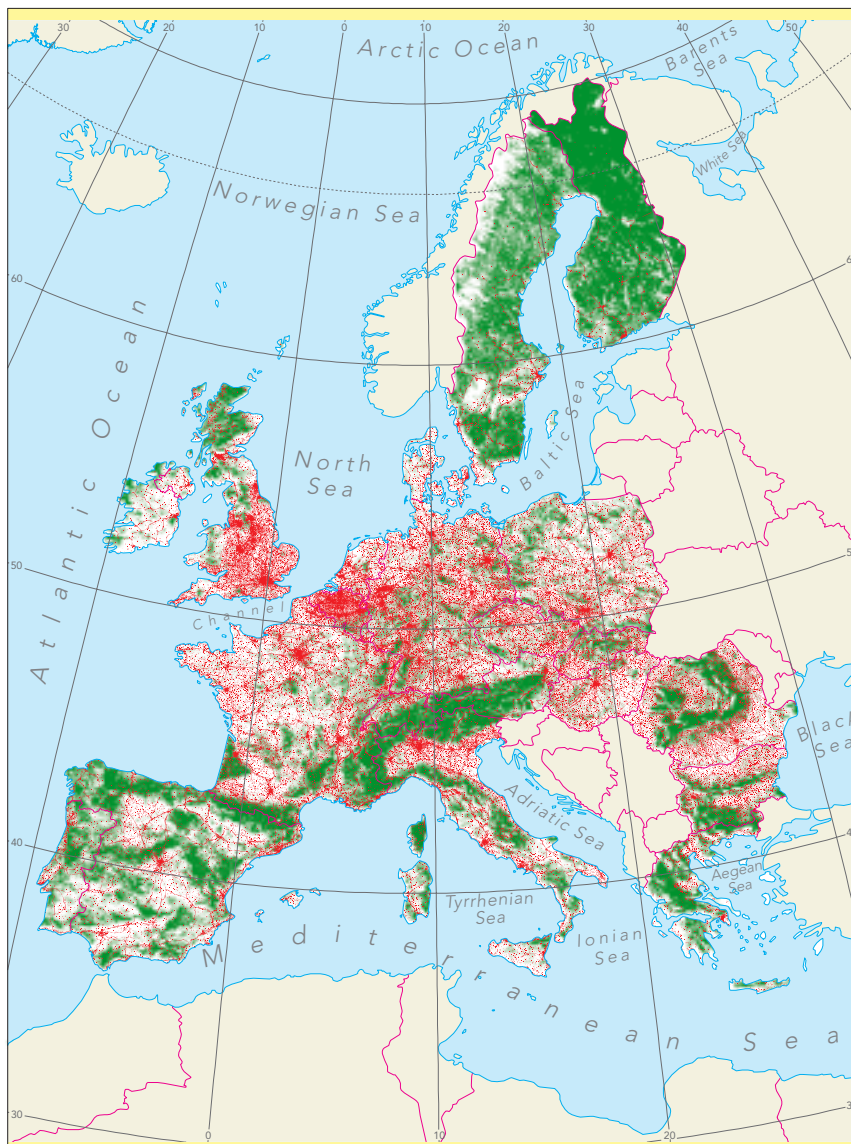 30
20
10
0
10
20
30
40
50
Arctic Ocean
Barents
Sea
White Sea
Norwegian Sea
60
Atlantic Ocean
North
Sea
Baltic Sea
50
Channel
Black
Sea
Adriatic Sea
40
Aegean
Sea
Tyrrhenian
Sea
Ionian
Sea
Mediterranean Sea
30
0
10
20
30